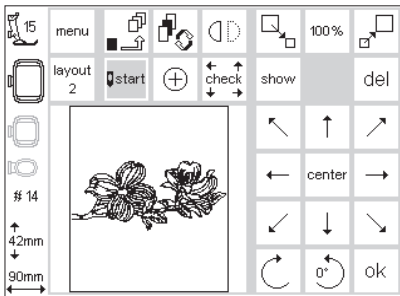 15
menu
100%
layout
2
start
check
show
del
# 14
center
42mm
90mm
0°
ok